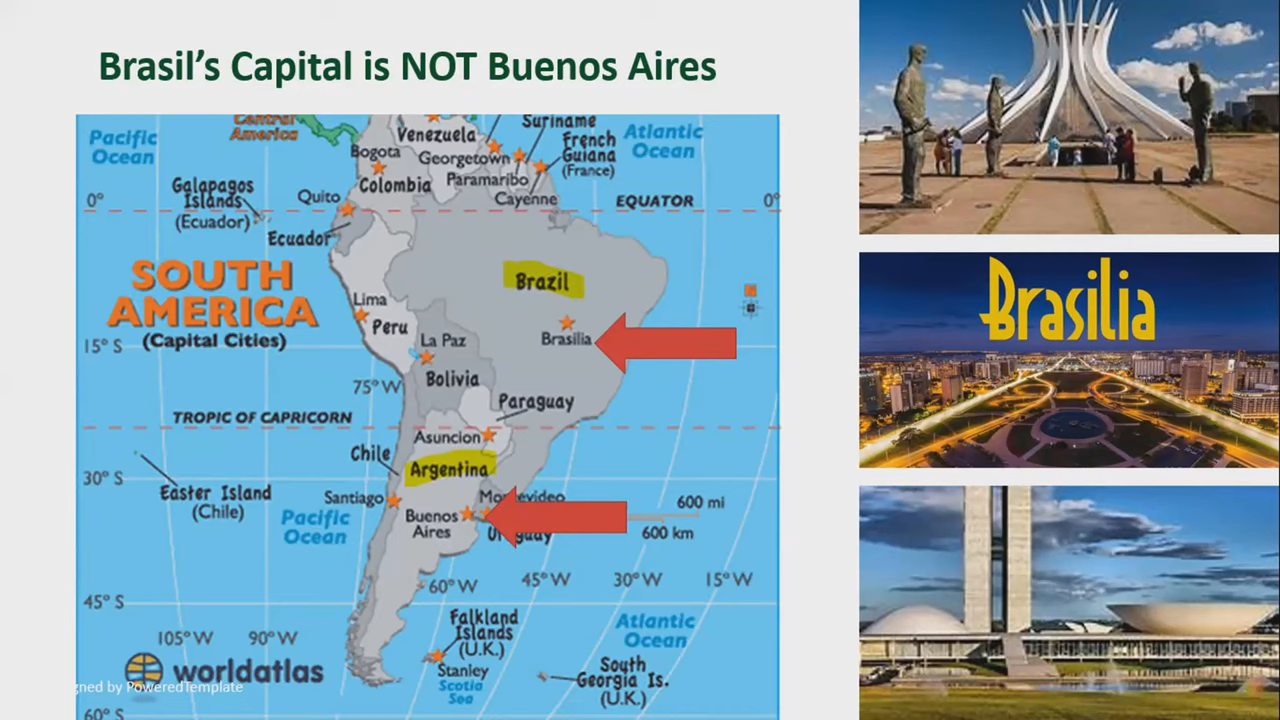 Brasil’s Capital is NOT Buenos Aires
Pacific
Ocean
Central
America
Venezuela
Suriname
Atlantic
Ocean
Bogota
Georgetown
French
Guiana
(France)
Colombia
Paramaribo
Galapagos
Islands
(Ecuador)
Quito
Cayenne
EQUATOR
0°
0°
Ecuador
SOUTH
AMERICA
(Capital Cities)
Brazil
Lima
Peru
Brasilia
15° S
La Paz
75° W
Bolivia
Paraguay
TROPIC OF CAPRICORN
Asuncion
Chile
Argentina
30° S
Easter Island
(Chile)
Santiago
Montevideo
600 mi
Pacific
Ocean
Buenos
Aires
Uruguay
600 km
60° W
45° W
30° W
15° W
45° S
Falkland
Islands
(U.K.)
Atlantic
Ocean
105° W
90° W
worldatlas
Stanley
Scotia
Sea
South
Georgia Is.
(U.K.)
gned by PoweredTemplate
60° S
Brasilia